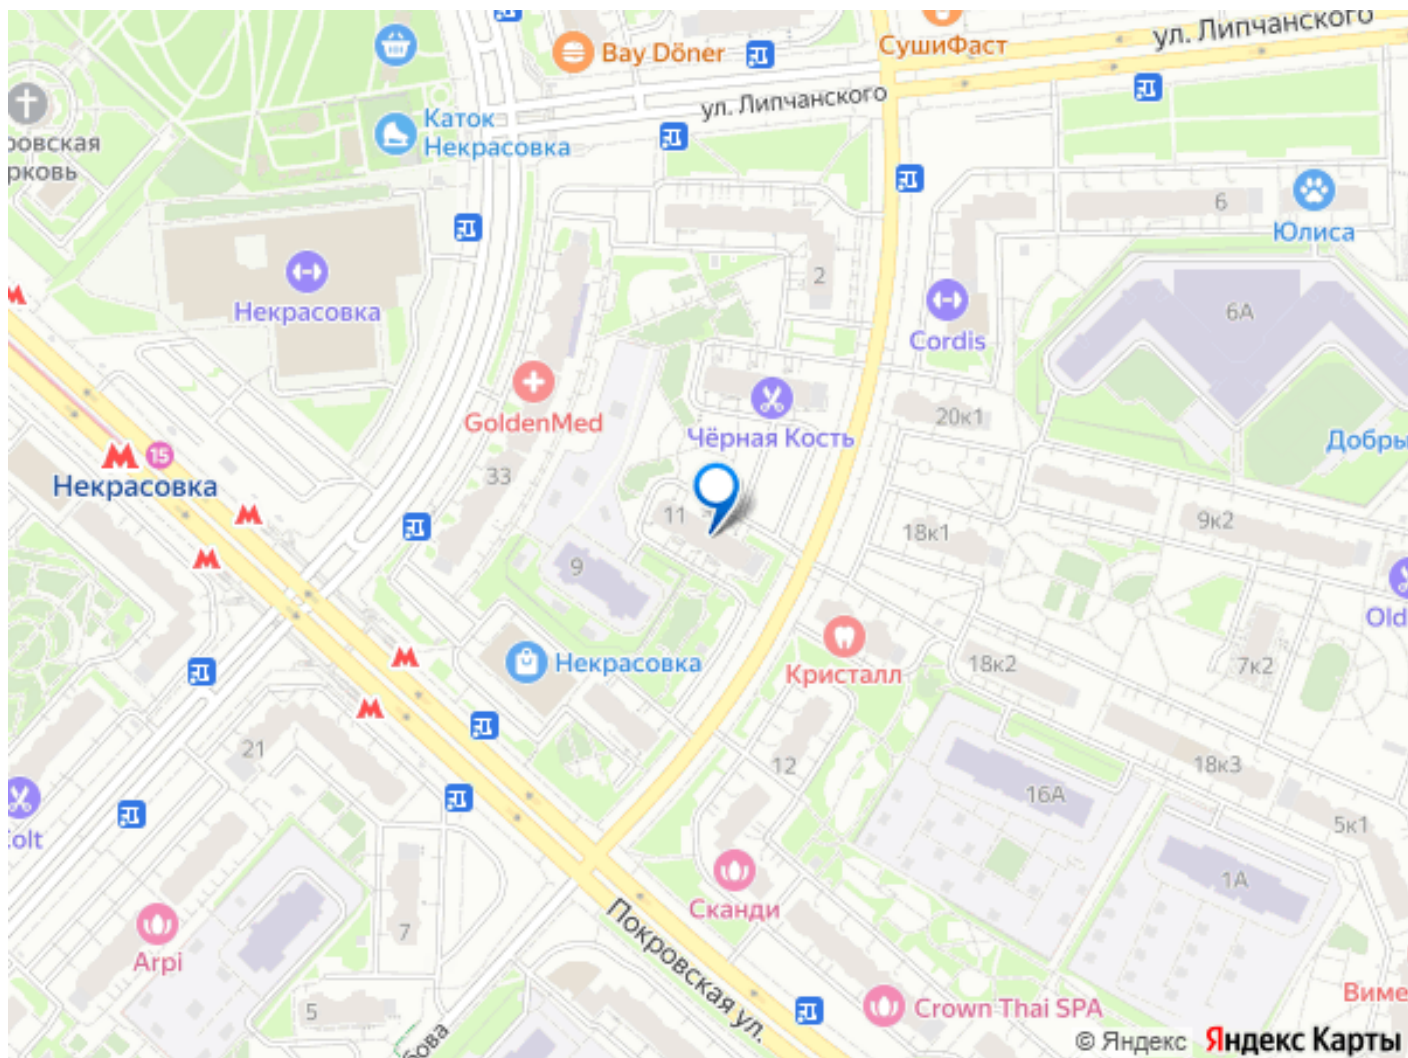 ул. Липчанского
СушиФаст
Bay Döner
ул. Липчанского
Каток
Некрасовка
ровская
рковь
6
Юлиса
2
Некрасовка
6А
Cordis
GoldenMed
Чёрная Кость
20к1
Добры
15
Некрасовка
33
11
9к2
18к1
9
Old
Некрасовка
Кристалл
18к2
7к2
21
12
18к3
16А
5к1
olt
1А
Сканди
7
Покровская ул.
Arpi
5
бова
Crown Thai SPA
Виме
© Яндекс Яндекс Карты